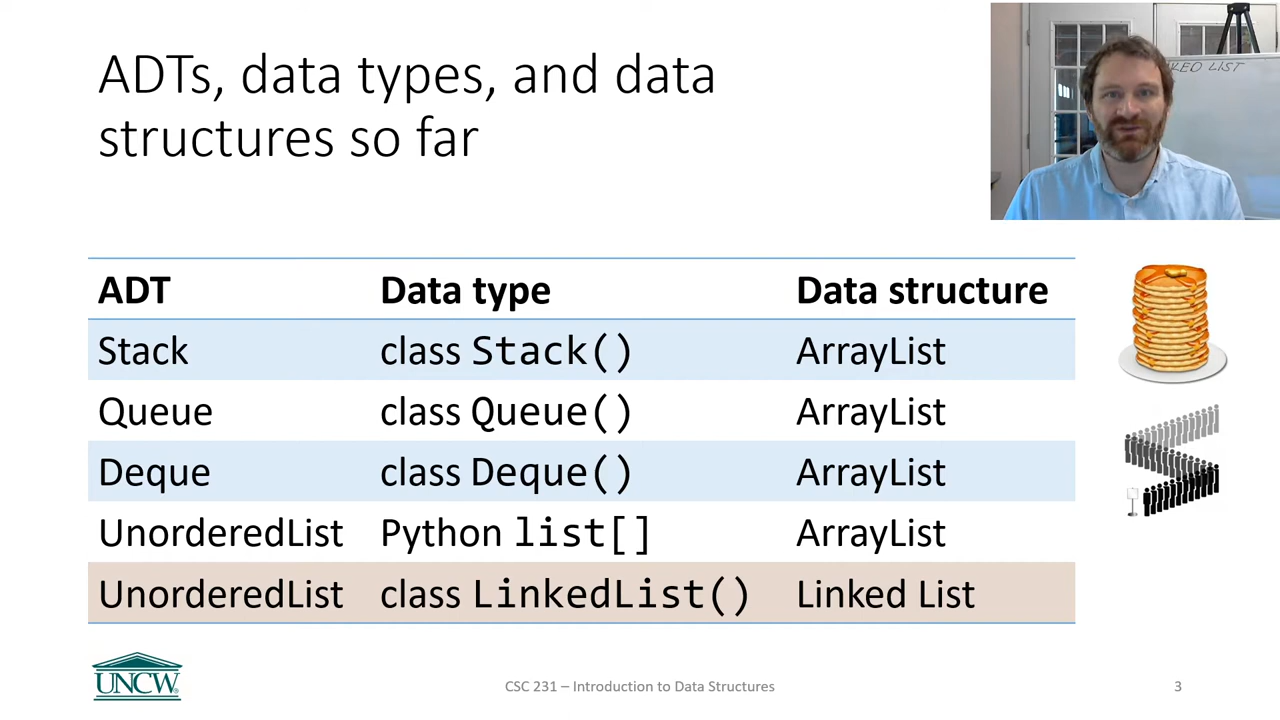 ADTs, data types, and data
structures so far
KED LIST
ADT Data type Data structure
Stack class Stack() ArrayList
Queue class Queue() ArrayList
Deque class Deque() ArrayList
UnorderedList Python list[] ArrayList
UnorderedList class LinkedList() Linked List
UNCW
CSC 231 – Introduction to Data Structures
3